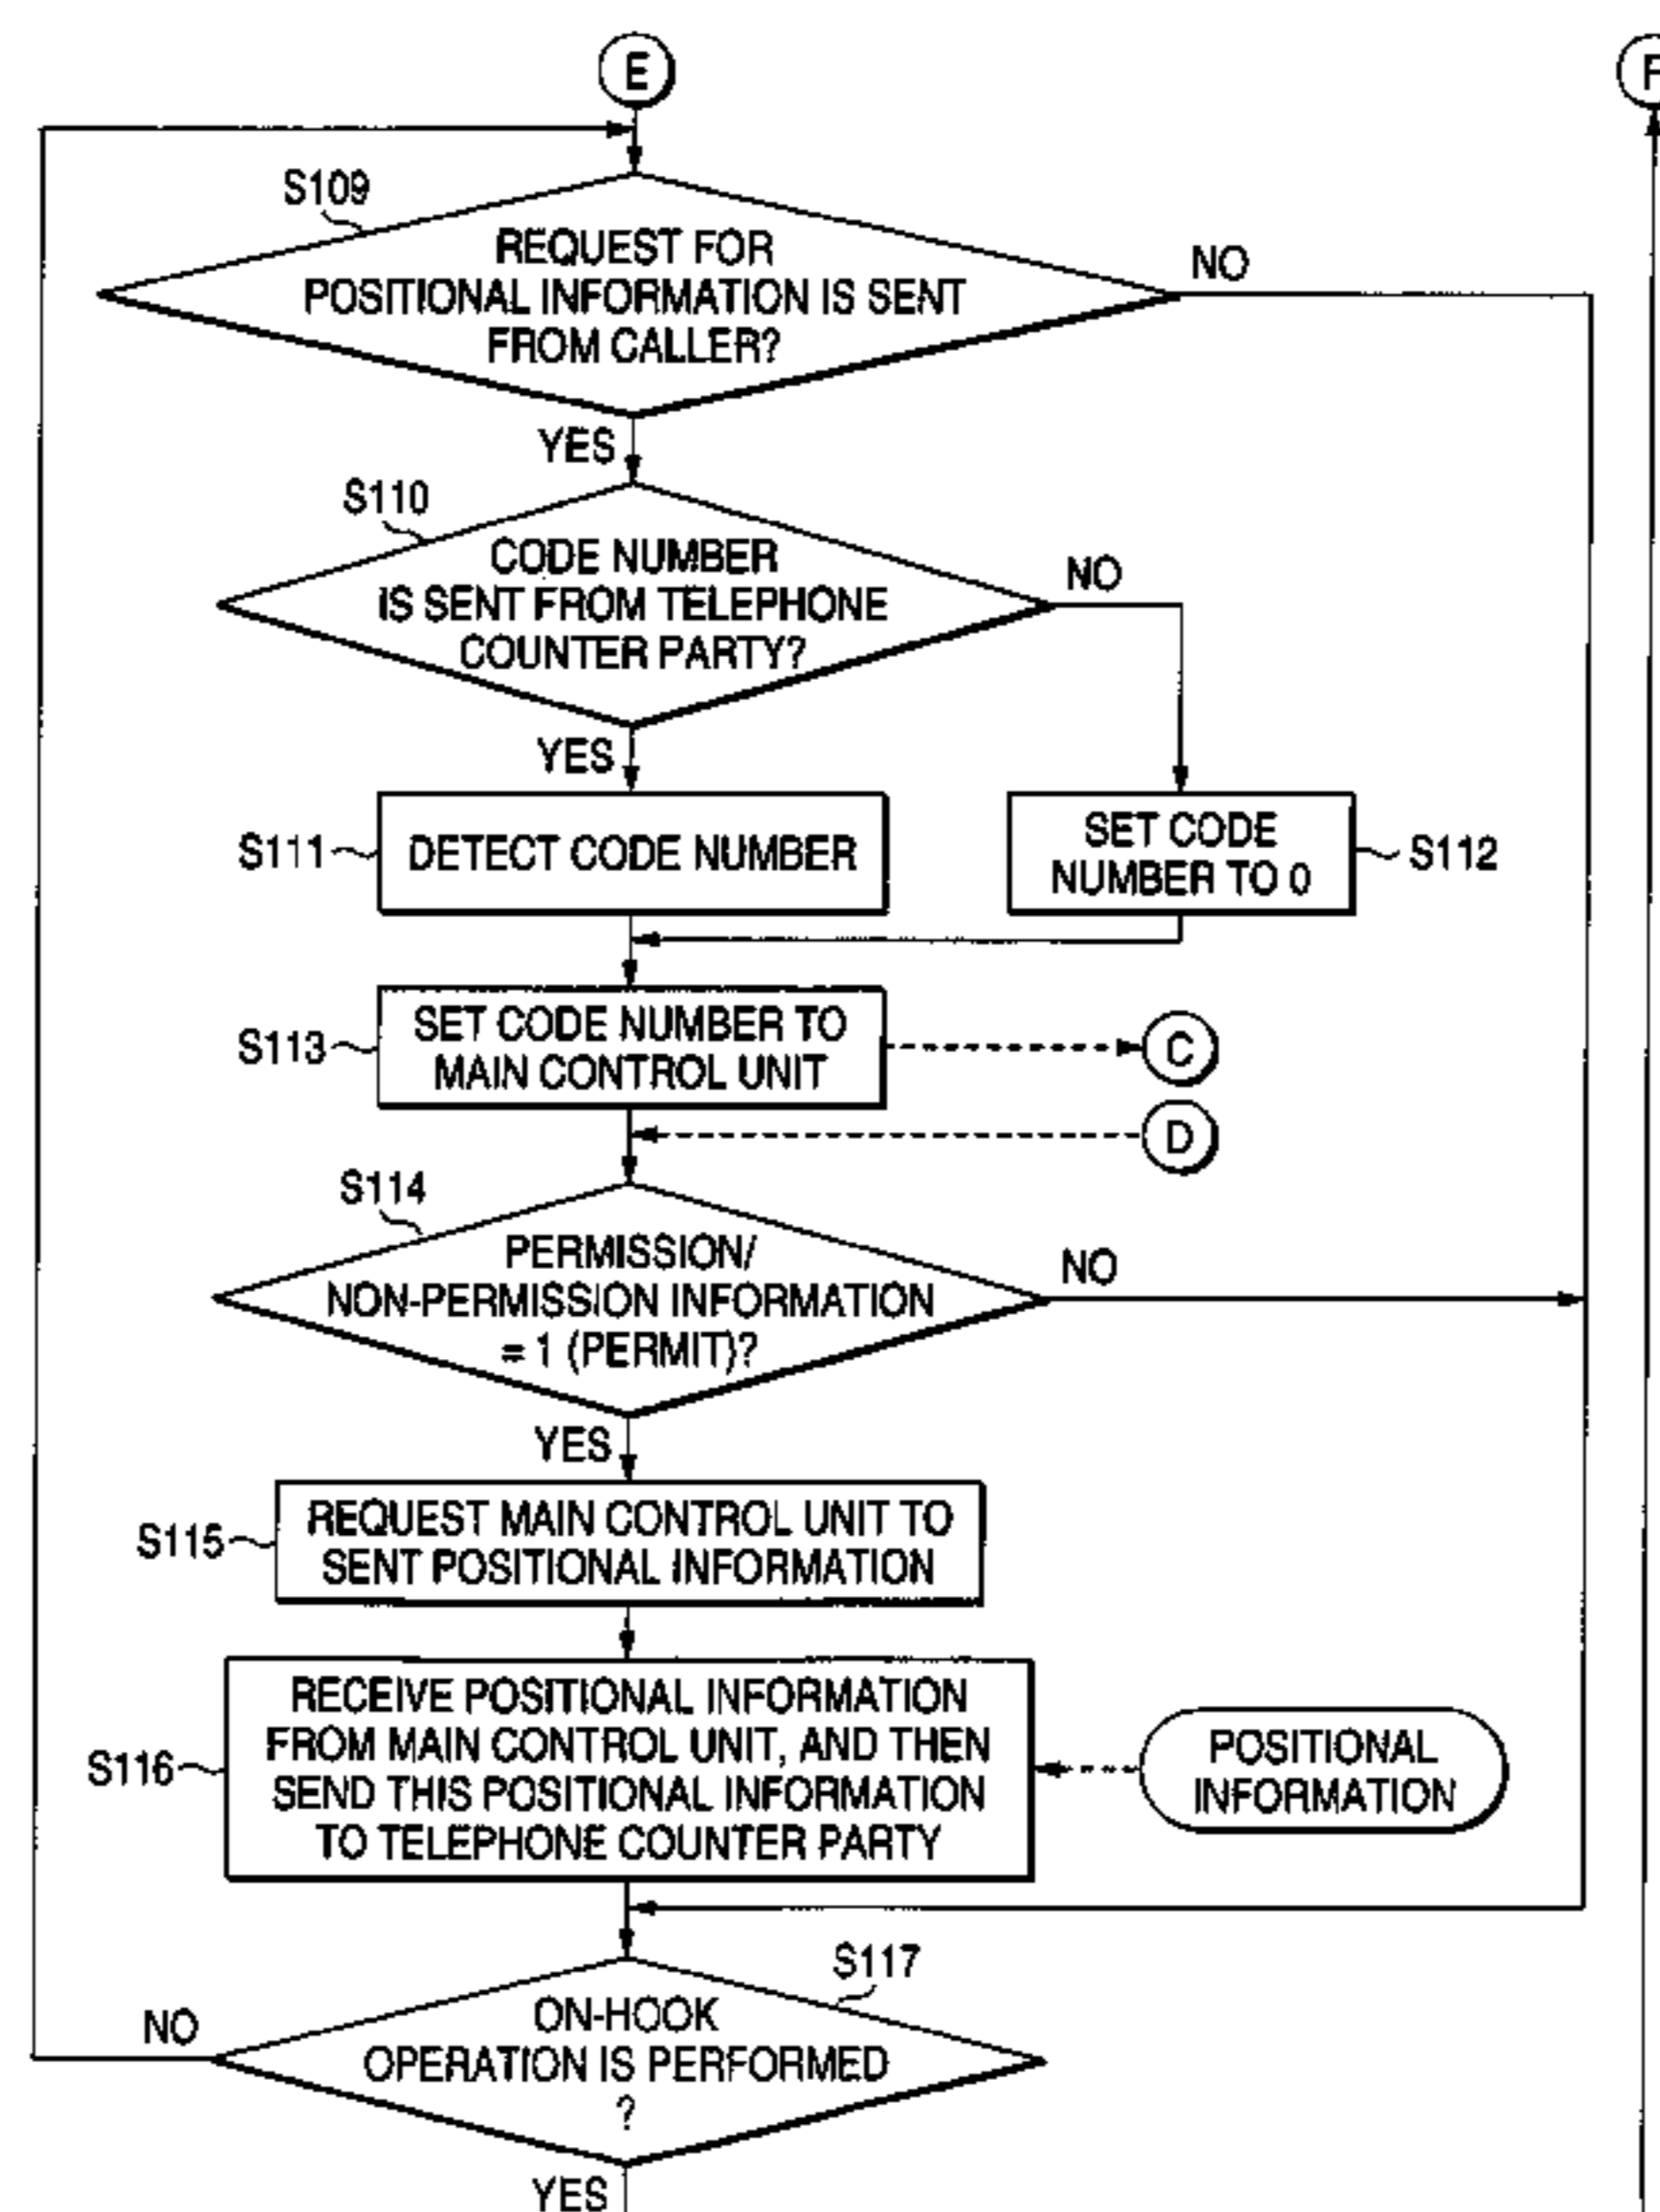 E
F
S109
REQUEST FOR
POSITIONAL INFORMATION IS SENT
FROM CALLER?
NO
YES
S110
CODE NUMBER
IS SENT FROM TELEPHONE
COUNTER PARTY?
NO
YES
S111
DETECT CODE NUMBER
SET CODE
NUMBER TO 0
S112
S113
SET CODE NUMBER TO
MAIN CONTROL UNIT
C
D
S114
PERMISSION/
NON-PERMISSION INFORMATION
= 1 (PERMIT)?
NO
YES
S115
REQUEST MAIN CONTROL UNIT TO
SENT POSITIONAL INFORMATION
S116
RECEIVE POSITIONAL INFORMATION
FROM MAIN CONTROL UNIT, AND THEN
SEND THIS POSITIONAL INFORMATION
TO TELEPHONE COUNTER PARTY
POSITIONAL
INFORMATION
S117
ON-HOOK
OPERATION IS PERFORMED
?
NO
YES